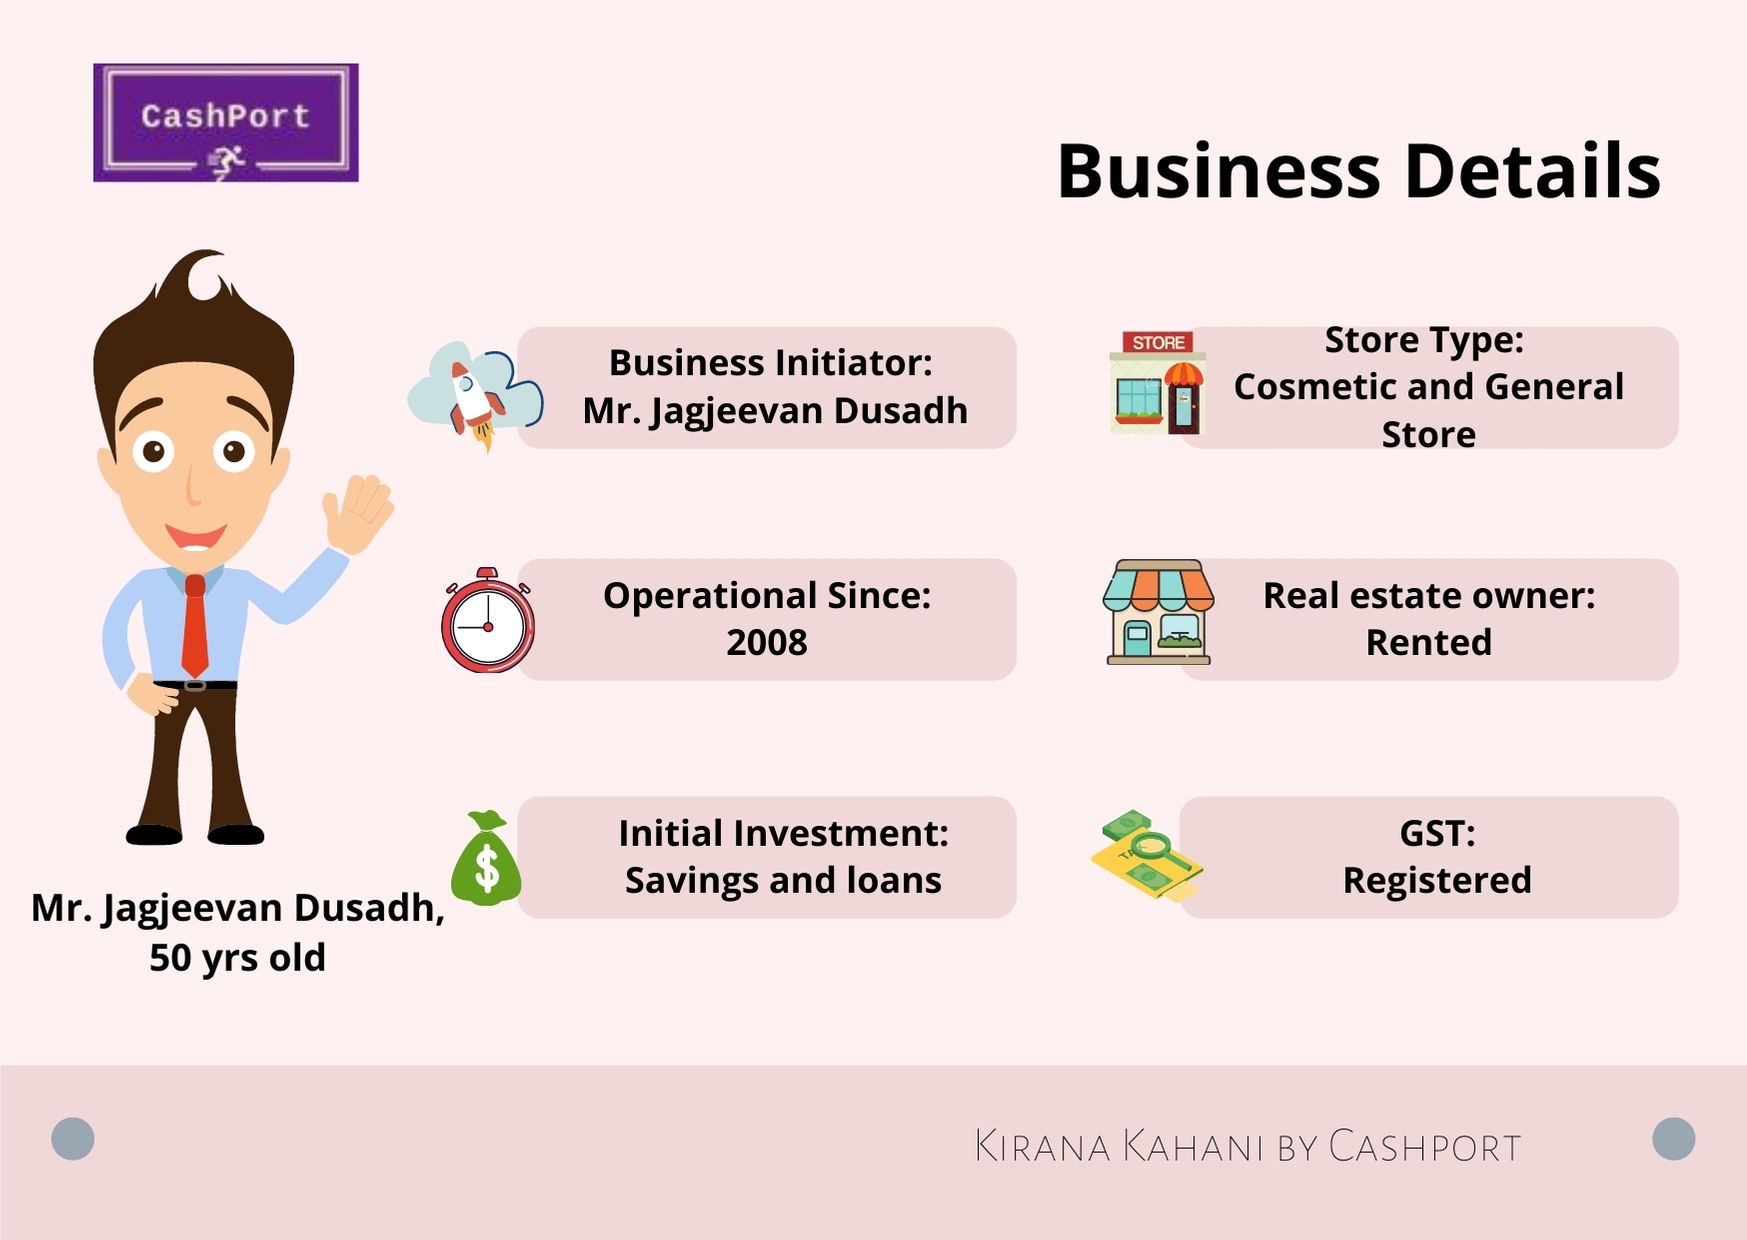 CashPort
Business Details
Business Initiator:
Mr. Jagjeevan Dusadh
STORE
Store Type:
Cosmetic and General
Store
Operational Since:
2008
Real estate owner:
Rented
Initial Investment:
Savings and loans
GST:
Registered
Mr. Jagjeevan Dusadh,
50 yrs old
Kirana Kahani by Cashport